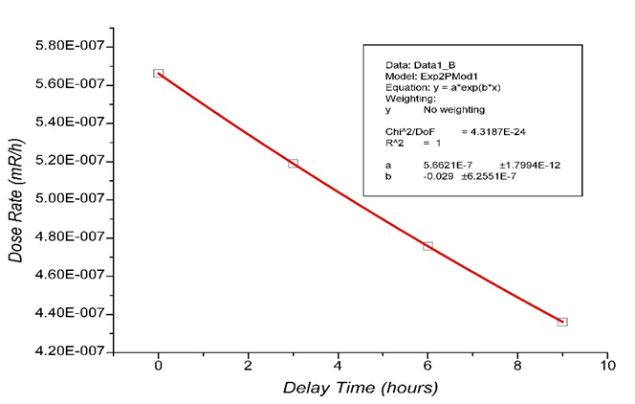 5.80E-007
5.60E-007
5.40E-007
5.20E-007
5.00E-007
4.80E-007
4.60E-007
4.40E-007
4.20E-007
Dose Rate (mR/h)
Data: Data1_B
Model: Exp2PMod1
Equation: y = a*exp(b*x)
Weighting:
y No weighting
Chi^2/DoF = 4.3187E-24
R^2 = 1
a 5.6621E-7 ±1.7994E-12
b -0.029 ±6.2551E-7
0 2 4 6 8 10
Delay Time (hours)